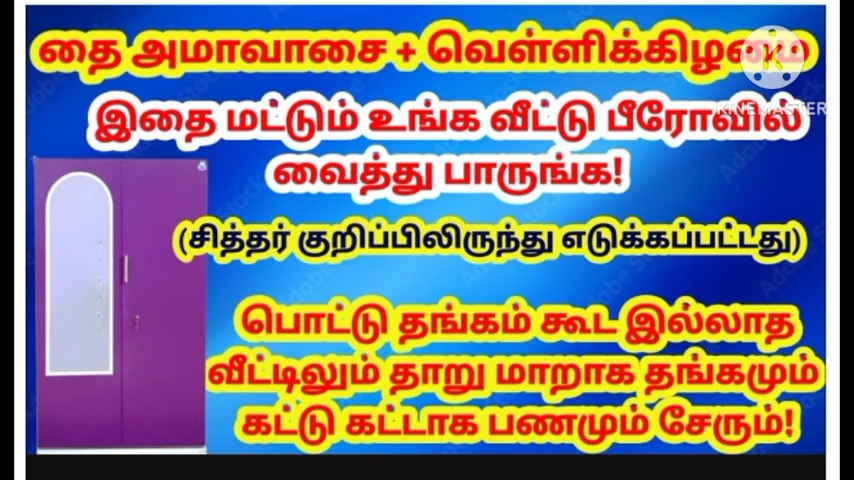 தை அமாவாசை + வெள்ளிக்கிழமை
KINEMASTER
இதை மட்டும் உங்க வீட்டு பீரோவில்
வைத்து பாருங்க!
(சித்தர் குறிப்பிலிருந்து எடுக்கப்பட்டது)
பொட்டு தங்கம் கூட இல்லாத
வீட்டிலும் தாறு மாறாக தங்கமும்
கட்டு கட்டாக பணமும் சேரும்!